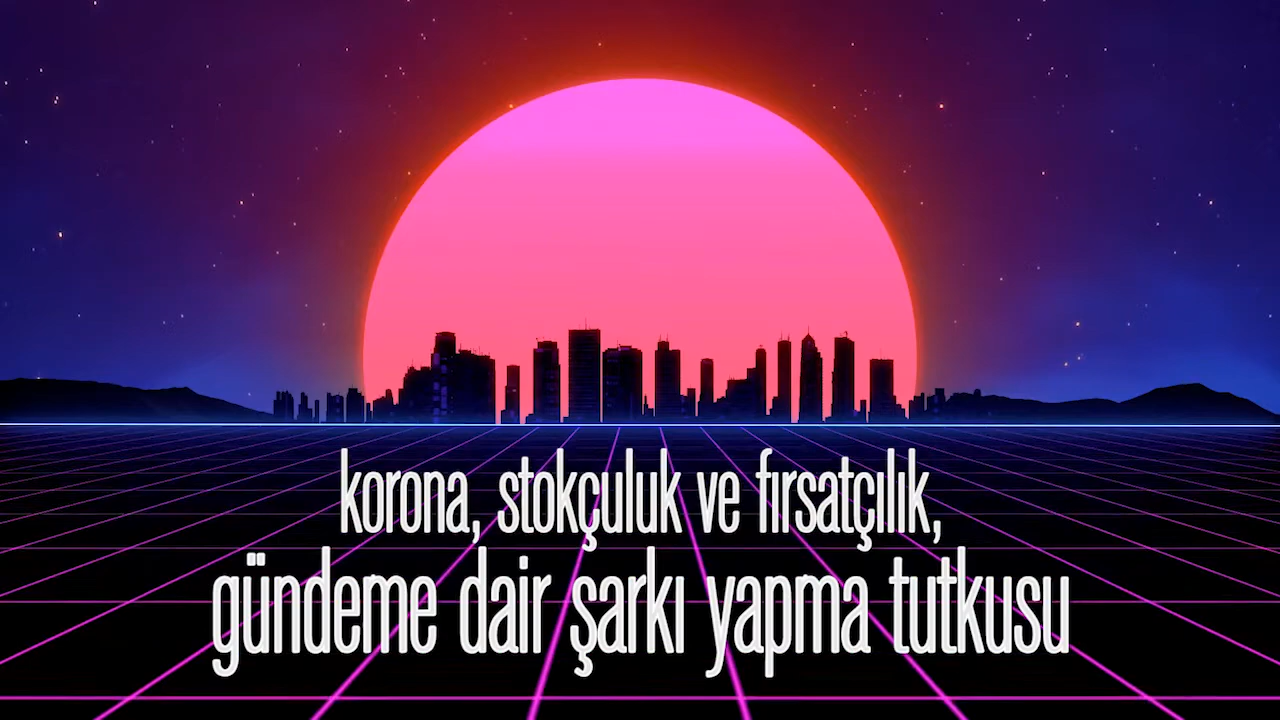 korona, stokçuluk ve fırsatçılık,
gündeme dair şarkı yapma tutkusu